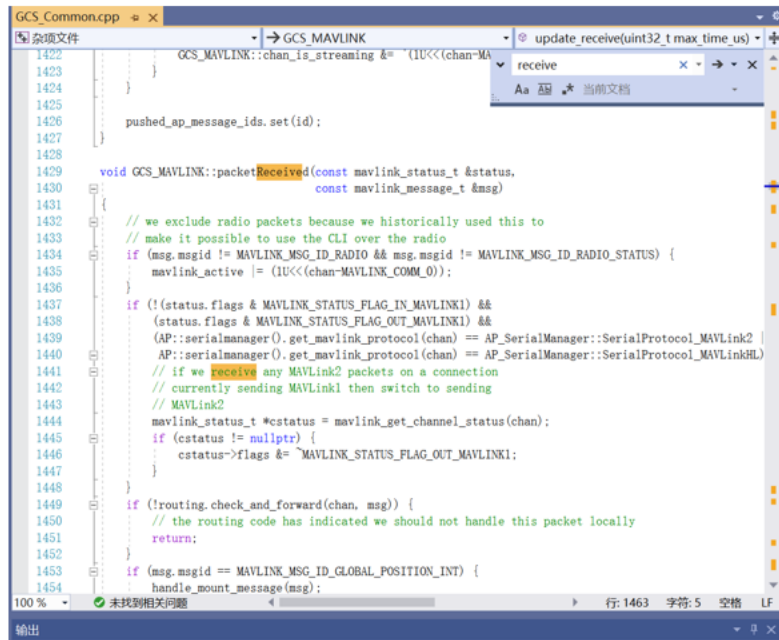 GCS_Common.cpp
杂项文件
GCS_MAVLINK
update_receive(uint32_t max_time_us)
receive
Aa Ab .* 当前文档
1422 GCS_MAVLINK::chan_is_streaming &= ~(1U<<(chan-MA
1423 }
1424 }
1425
1426 pushed_ap_message_ids.set(id);
1427 }
1428
1429 void GCS_MAVLINK::packetReceived(const mavlink_status_t &status,
1430 const mavlink_message_t &msg)
1431 {
1432 // we exclude radio packets because we historically used this to
1433 // make it possible to use the CLI over the radio
1434 if (msg.msgid != MAVLINK_MSG_ID_RADIO && msg.msgid != MAVLINK_MSG_ID_RADIO_STATUS) {
1435 mavlink_active |= (1U<<(chan-MAVLINK_COMM_0));
1436 }
1437 if (!(status.flags & MAVLINK_STATUS_FLAG_IN_MAVLINK1) &&
1438 (status.flags & MAVLINK_STATUS_FLAG_OUT_MAVLINK1) &&
1439 (AP::serialmanager().get_mavlink_protocol(chan) == AP_SerialManager::SerialProtocol_MAVLink2 |
1440 AP::serialmanager().get_mavlink_protocol(chan) == AP_SerialManager::SerialProtocol_MAVLinkHL)
1441 // if we receive any MAVLink2 packets on a connection
1442 // currently sending MAVLink1 then switch to sending
1443 // MAVLink2
1444 mavlink_status_t *cstatus = mavlink_get_channel_status(chan);
1445 if (cstatus != nullptr) {
1446 cstatus->flags &= ~MAVLINK_STATUS_FLAG_OUT_MAVLINK1;
1447 }
1448 }
1449 if (!routing.check_and_forward(chan, msg)) {
1450 // the routing code has indicated we should not handle this packet locally
1451 return;
1452 }
1453 if (msg.msgid == MAVLINK_MSG_ID_GLOBAL_POSITION_INT) {
1454 handle_mount_message(msg);
100 % 未找到相关问题 行: 1463 字符: 5 空格 LF
输出